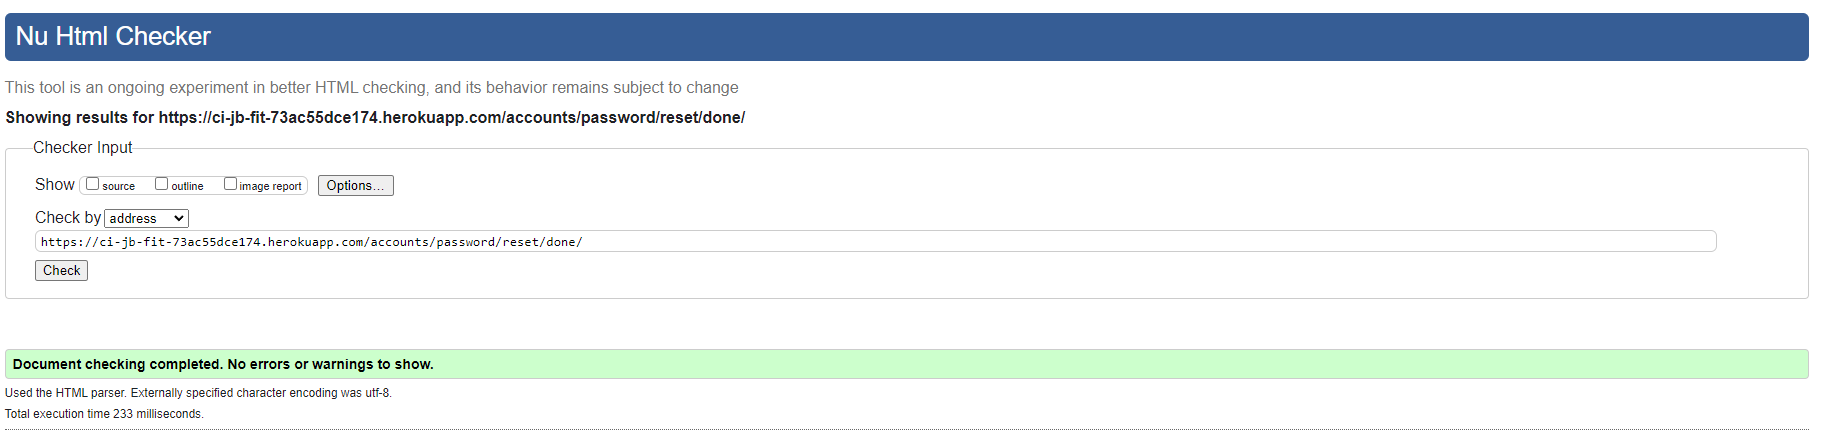 Nu Html Checker
This tool is an ongoing experiment in better HTML checking, and its behavior remains subject to change
Showing results for https://ci-jb-fit-73ac55dce174.herokuapp.com/accounts/password/reset/done/
Checker Input
Show source outline image report Options...
Check by address
https://ci-jb-fit-73ac55dce174.herokuapp.com/accounts/password/reset/done/
Check
Document checking completed. No errors or warnings to show.
Used the HTML parser. Externally specified character encoding was utf-8.
Total execution time 233 milliseconds.